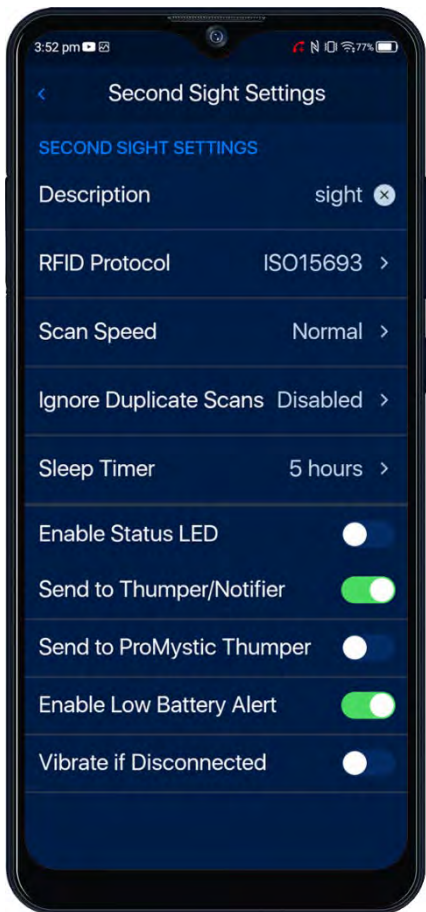 3:52 pm 77%
Second Sight Settings
SECOND SIGHT SETTINGS
Description sight
RFID Protocol ISO15693
Scan Speed Normal
Ignore Duplicate Scans Disabled
Sleep Timer 5 hours
Enable Status LED
Send to Thumper/Notifier
Send to ProMystic Thumper
Enable Low Battery Alert
Vibrate if Disconnected